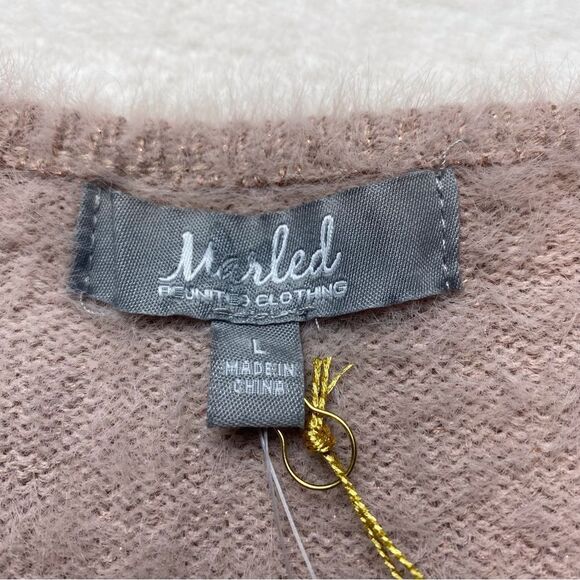 Marled
REUNITED CLOTHING
L
MADE IN
CHINA